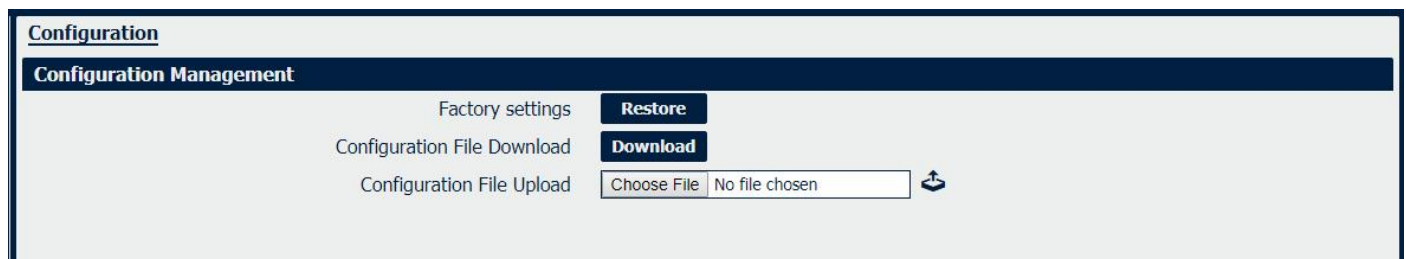 Configuration
Configuration Management
Factory settings Restore
Configuration File Download Download
Configuration File Upload Choose File No file chosen